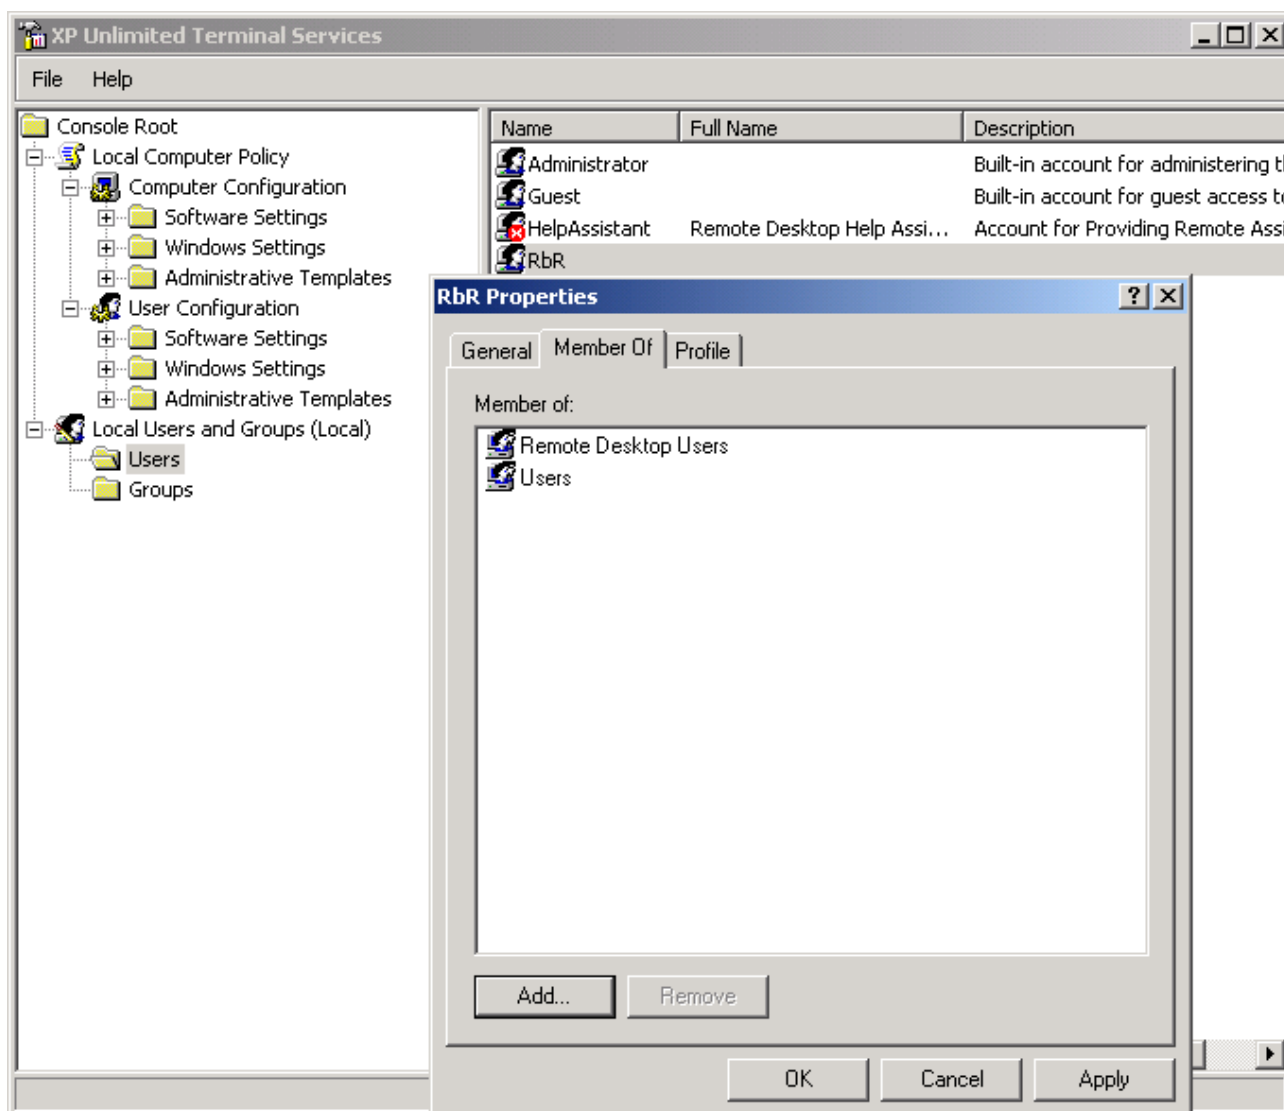 XP Unlimited Terminal Services
File Help
Console Root
Local Computer Policy
Computer Configuration
Software Settings
Windows Settings
Administrative Templates
User Configuration
Software Settings
Windows Settings
Administrative Templates
Local Users and Groups (Local)
Users
Groups
Name Full Name Description
Administrator Built-in account for administering t
Guest Built-in account for guest access t
HelpAssistant Remote Desktop Help Assi... Account for Providing Remote Assi
RbR
RbR Properties
General Member Of Profile
Member of:
Remote Desktop Users
Users
Add... Remove
OK Cancel Apply